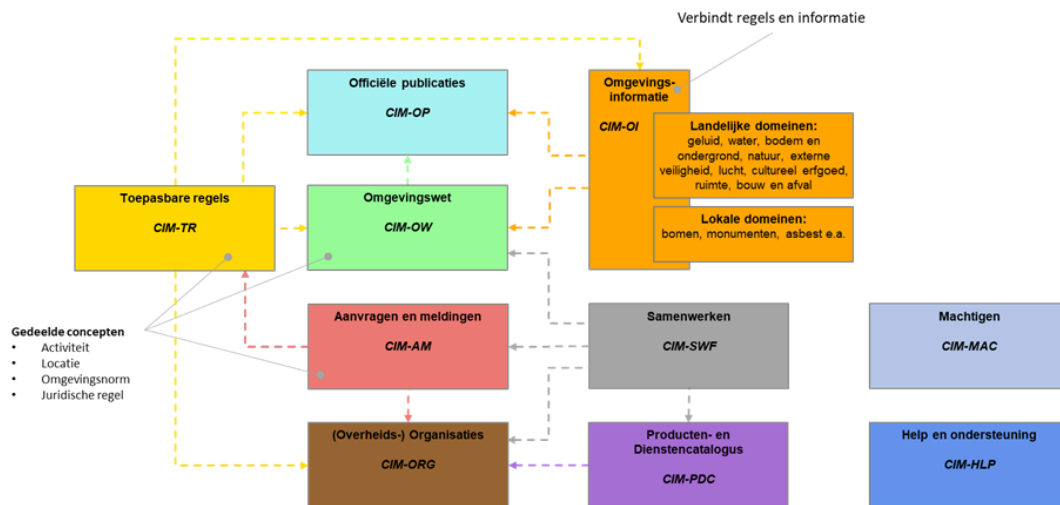 Verbindt regels en informatie
Officiële publicaties
CIM-OP
Omgevings-
informatie
CIM-OI
Landelijke domeinen:
geluid, water, bodem en
ondergrond, natuur, externe
veiligheid, lucht, cultureel erfgoed,
ruimte, bouw en afval
Lokale domeinen:
bomen, monumenten, asbest e.a.
Toepasbare regels
CIM-TR
Omgevingswet
CIM-OW
Gedeelde concepten
• Activiteit
• Locatie
• Omgevingsnorm
• Juridische regel
Aanvragen en meldingen
CIM-AM
Samenwerken
CIM-SWF
Machtigen
CIM-MAC
(Overheids-) Organisaties
CIM-ORG
Producten- en
Dienstencatalogus
CIM-PDC
Help en ondersteuning
CIM-HLP